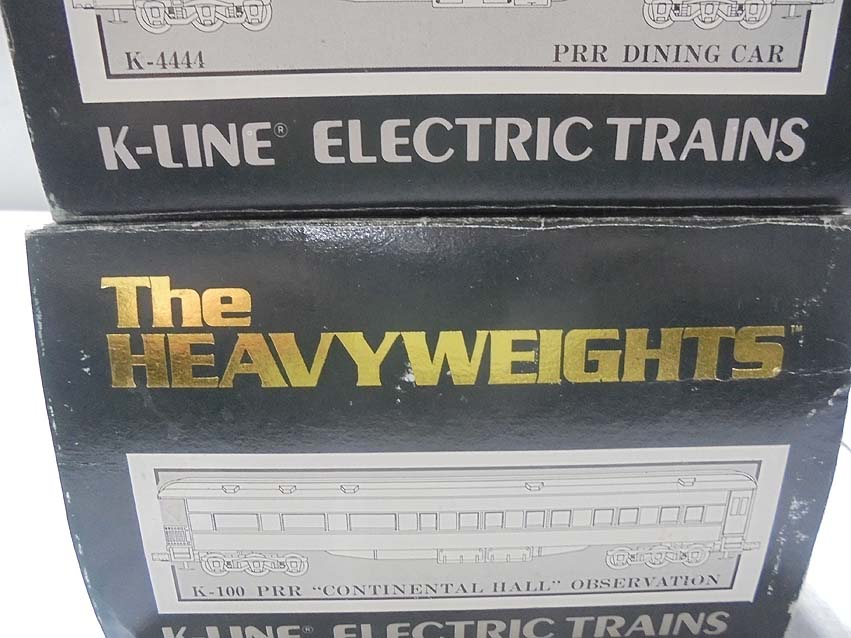 K-4444 PRR DINING CAR
K-LINE® ELECTRIC TRAINS
The
HEAVYWEIGHTS™
K-100 PRR "CONTINENTAL HALL" OBSERVATION
K-LINE® ELECTRIC TRAINS